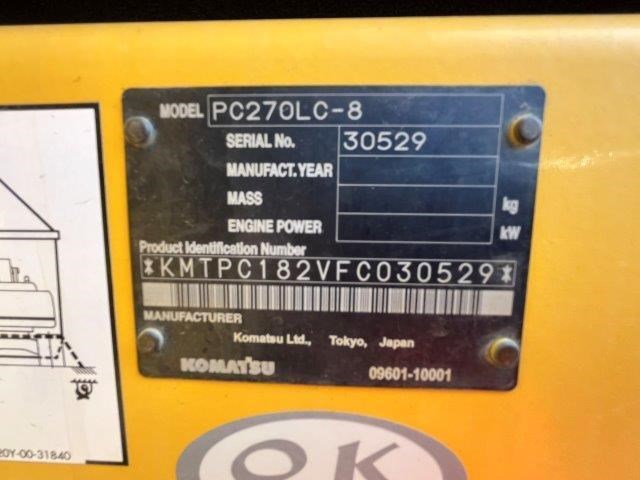 MODEL PC270LC-8
SERIAL No. 30529
MANUFACT.YEAR
MASS kg
ENGINE POWER kW
Product Identification Number
*KMTPC182VFC030529*
MANUFACTURER
Komatsu Ltd., Tokyo, Japan
KOMATSU 09601-10001
20Y-00-31840
OK